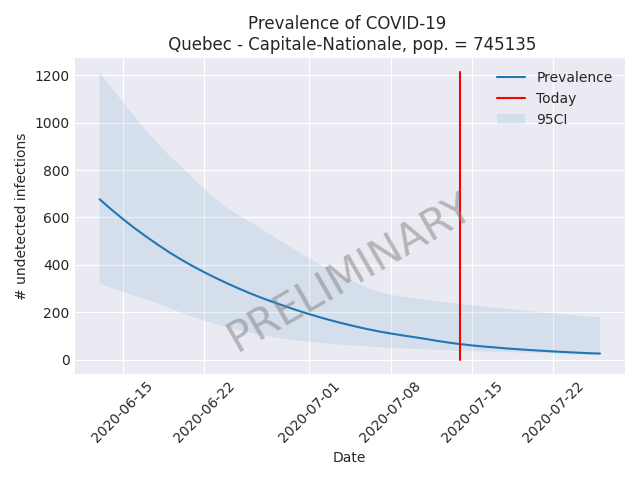 Prevalence of COVID-19
Quebec - Capitale-Nationale, pop. = 745135
1200
1000
800
600
400
200
0
# undetected infections
Prevalence
Today
95CI
PRELIMINARY
2020-06-15
2020-06-22
2020-07-01
2020-07-08
2020-07-15
2020-07-22
Date